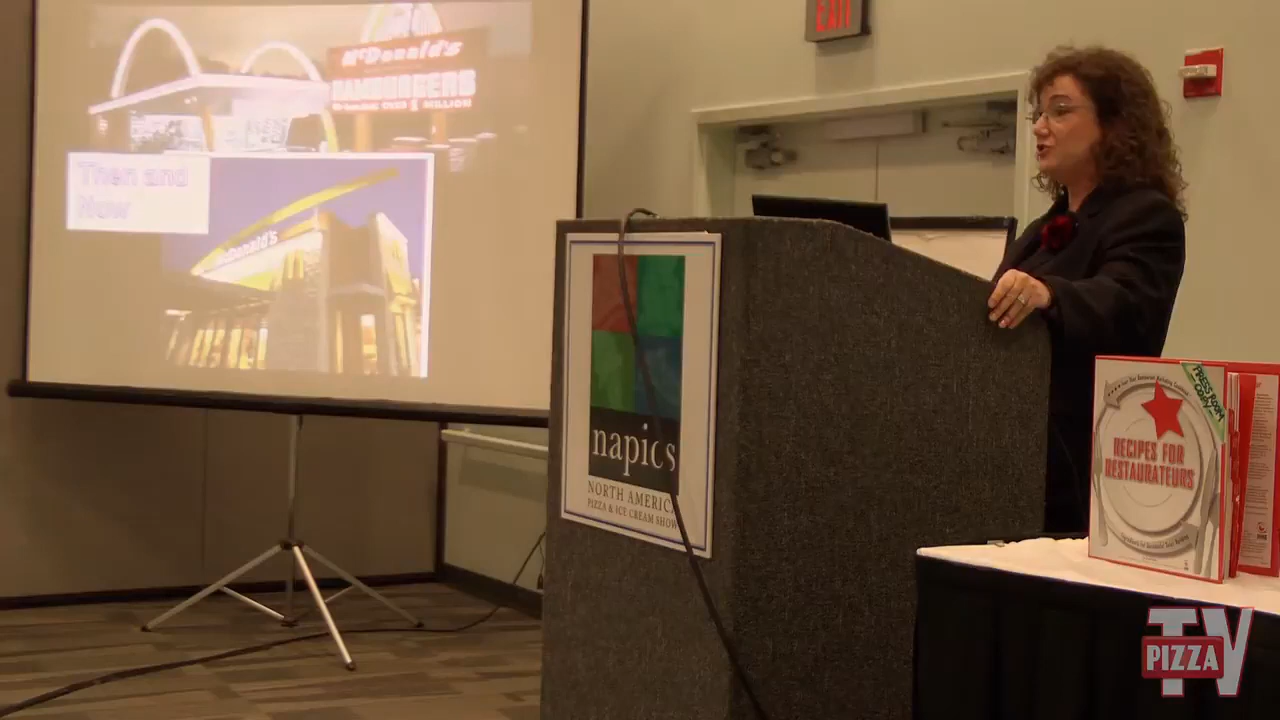 EXIT
McDonald's
HAMBURGERS
MILLION
Then and
Now
McDonald's
napics
NORTH AMERICA
PIZZA & ICE CREAM SHOW
PRESS ROOM
COPY
RECIPES FOR
RESTAURATEURS
TV
PIZZA